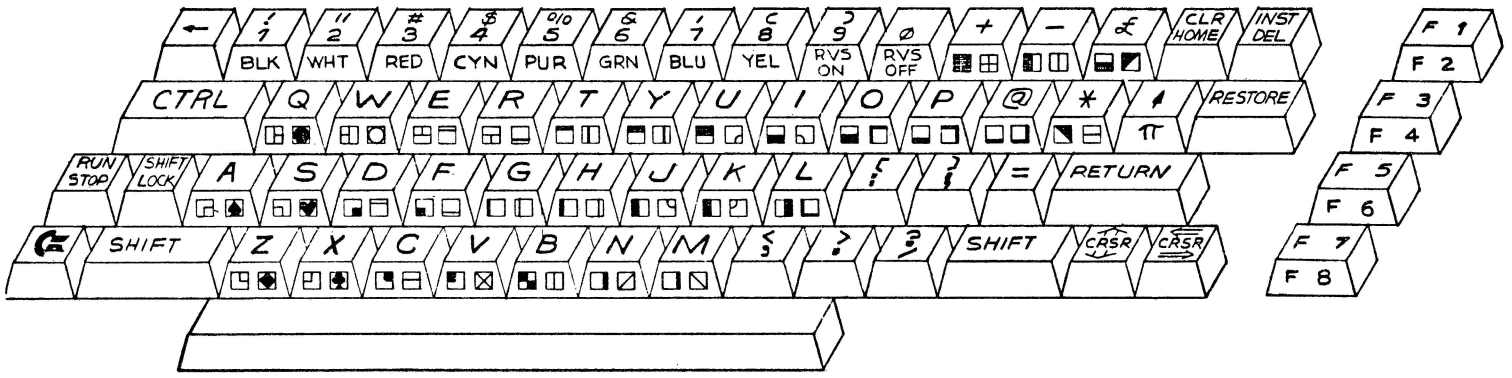 ← ! 1 " 2 # 3 $ 4 % 5 & 6 ' 7 ( 8 ) 9 0 + - £ CLR HOME INST DEL F 1
BLK WHT RED CYN PUR GRN BLU YEL RVS ON RVS OFF F 2
CTRL Q W E R T Y U I O P @ * ↑ RESTORE F 3
π F 4
RUN STOP SHIFT LOCK A S D F G H J K L [ : ] ; = RETURN F 5
F 6
C= SHIFT Z X C V B N M < , > . ? / SHIFT CRSR CRSR F 7
F 8